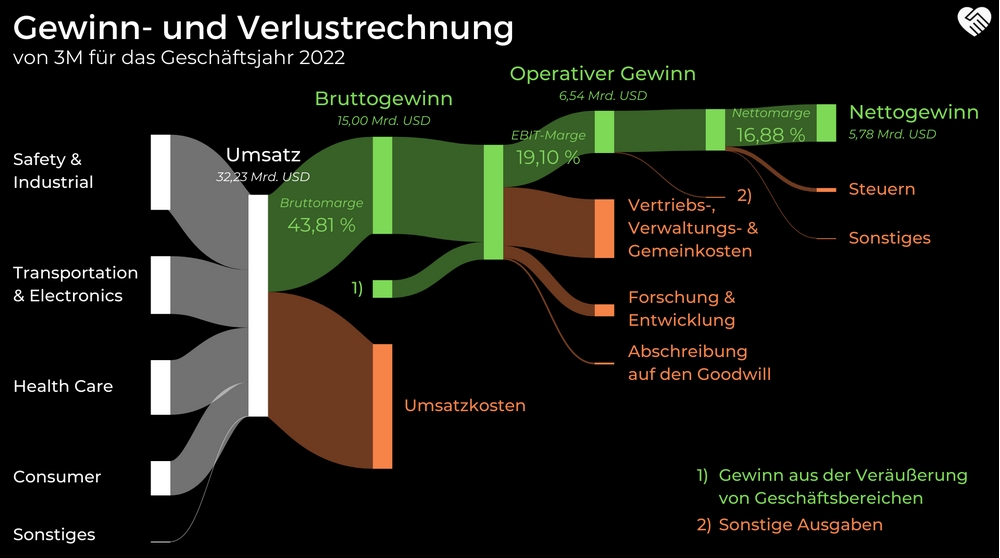 Gewinn- und Verlustrechnung
von 3M für das Geschäftsjahr 2022
Operativer Gewinn
6,54 Mrd. USD
Bruttogewinn
15,00 Mrd. USD
Nettogewinn
5,78 Mrd. USD
Nettomarge
16,88 %
EBIT-Marge
19,10 %
Umsatz
32,23 Mrd. USD
Bruttomarge
43,81 %
Safety &
Industrial
Transportation
& Electronics
Health Care
Consumer
Sonstiges
1)
2)
Steuern
Sonstiges
Vertriebs-,
Verwaltungs- &
Gemeinkosten
Forschung &
Entwicklung
Abschreibung
auf den Goodwill
Umsatzkosten
1) Gewinn aus der Veräußerung
von Geschäftsbereichen
2) Sonstige Ausgaben